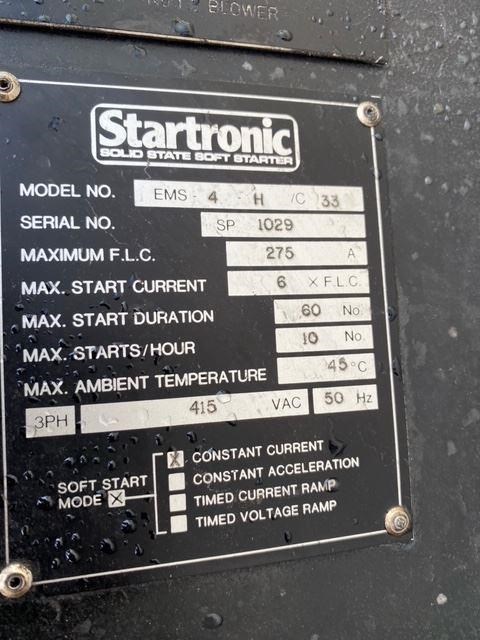 BLOWER
Startronic
SOLID STATE SOFT STARTER
MODEL NO. EMS - 4 H /C 33
SERIAL NO. SP 1029
MAXIMUM F.L.C. 275 A
MAX. START CURRENT 6 X F.L.C.
MAX. START DURATION 60 No.
MAX. STARTS/HOUR 10 No.
MAX. AMBIENT TEMPERATURE 45°C
3PH 415 VAC 50 Hz
SOFT START MODE X
X CONSTANT CURRENT
CONSTANT ACCELERATION
TIMED CURRENT RAMP
TIMED VOLTAGE RAMP